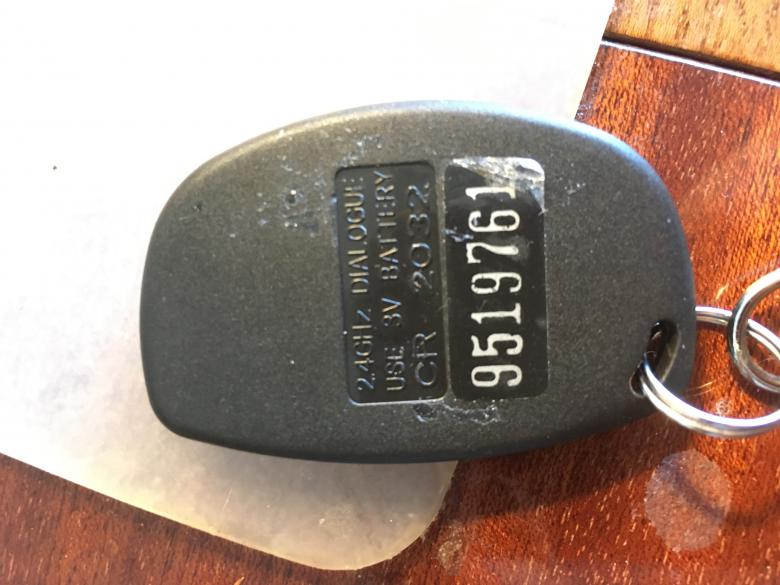 2.4GHz DIALOGUE
USE 3V BATTERY
CR 2032
9519761